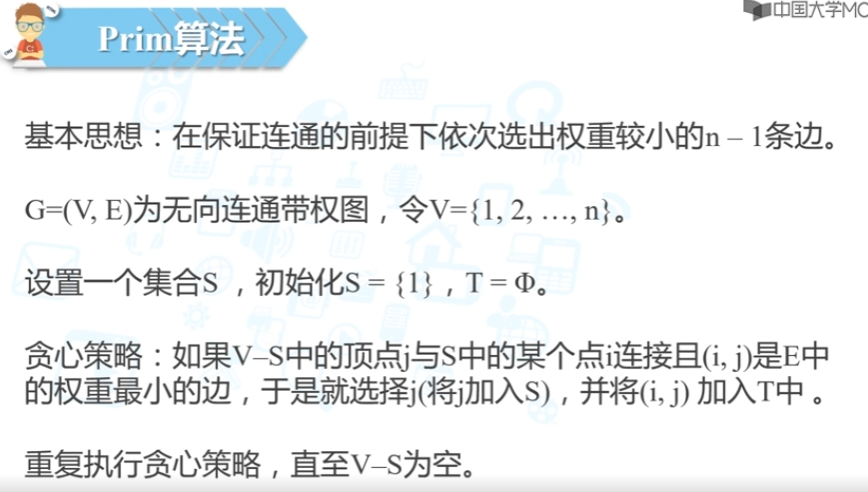 Prim算法
中国大学MO
基本思想：在保证连通的前提下依次选出权重较小的n – 1条边。
G=(V, E)为无向连通带权图，令V={1, 2, …, n}。
设置一个集合S ，初始化S = {1}，T = Φ。
贪心策略：如果V–S中的顶点j与S中的某个点i连接且(i, j)是E中
的权重最小的边，于是就选择j(将j加入S)，并将(i, j) 加入T中 。
重复执行贪心策略，直至V–S为空。